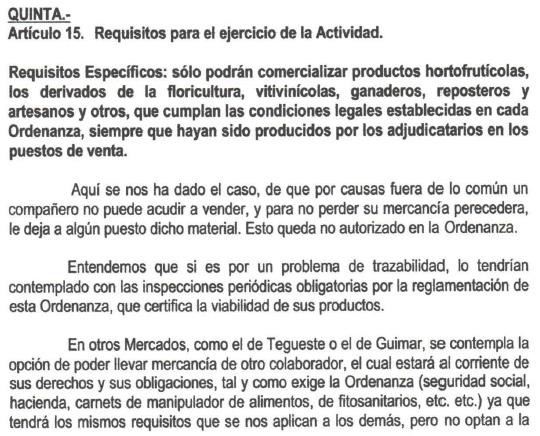 QUINTA.-
Artículo 15. Requisitos para el ejercicio de la Actividad.
Requisitos Específicos: sólo podrán comercializar productos hortofrutícolas,
los derivados de la floricultura, vitivinícolas, ganaderos, reposteros y
artesanos y otros, que cumplan las condiciones legales establecidas en cada
Ordenanza, siempre que hayan sido producidos por los adjudicatarios en los
puestos de venta.
Aquí se nos ha dado el caso, de que por causas fuera de lo común un
compañero no puede acudir a vender, y para no perder su mercancía perecedera,
le deja a algún puesto dicho material. Esto queda no autorizado en la Ordenanza.
Entendemos que si es por un problema de trazabilidad, lo tendrían
contemplado con las inspecciones periódicas obligatorias por la reglamentación de
esta Ordenanza, que certifica la viabilidad de sus productos.
En otros Mercados, como el de Tegueste o el de Guimar, se contempla la
opción de poder llevar mercancía de otro colaborador, el cual estará al corriente de
sus derechos y sus obligaciones, tal y como exige la Ordenanza (seguridad social,
hacienda, carnets de manipulador de alimentos, de fitosanitarios, etc. etc.) ya que
tendrá los mismos requisitos que se nos aplican a los demás, pero no optan a la